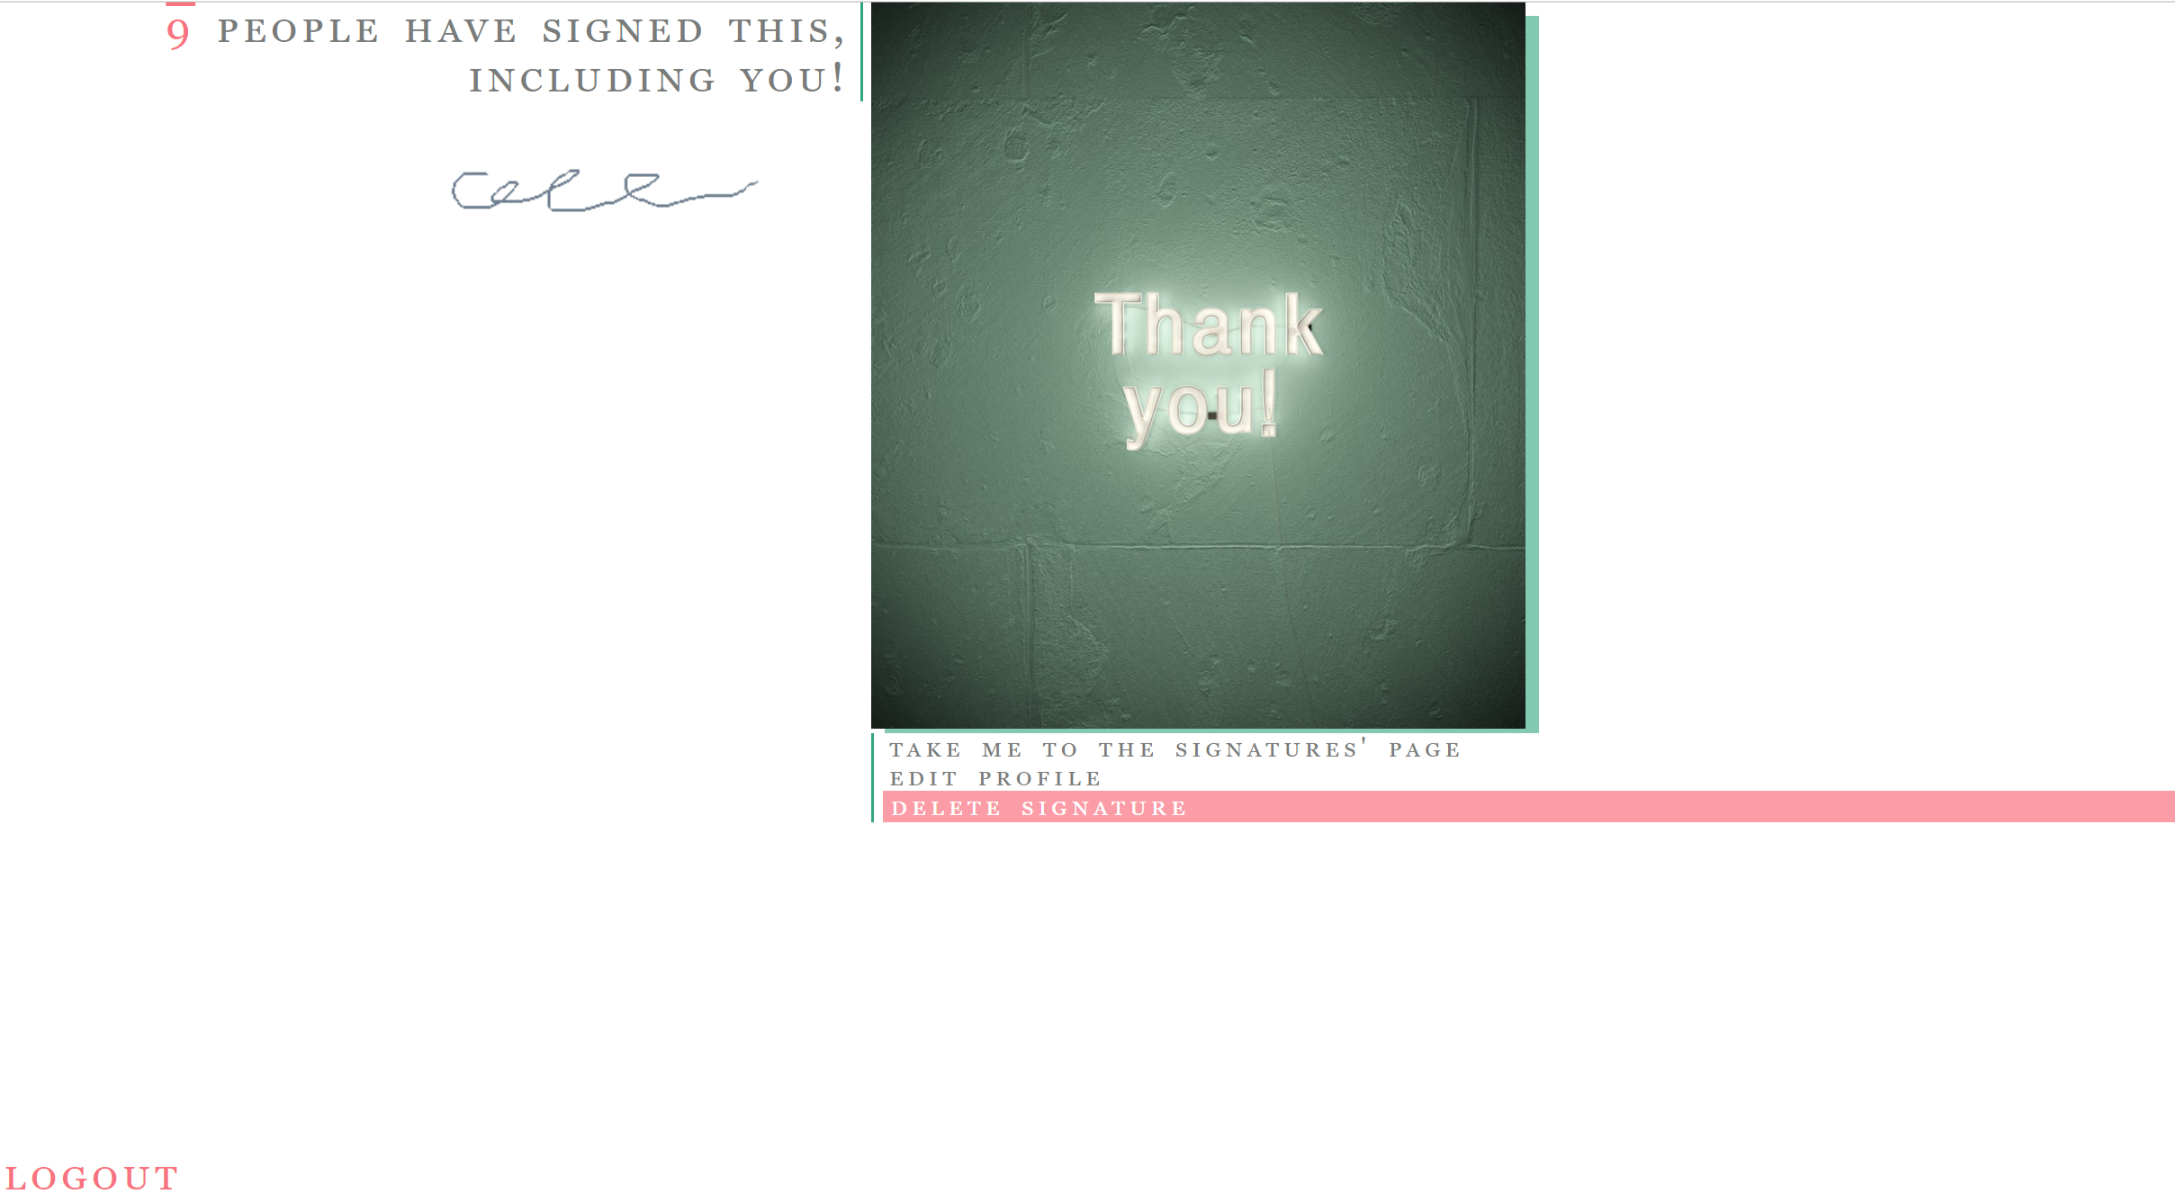 9 PEOPLE HAVE SIGNED THIS,
INCLUDING YOU!
Thank
you!
TAKE ME TO THE SIGNATURES' PAGE
EDIT PROFILE
DELETE SIGNATURE
LOGOUT